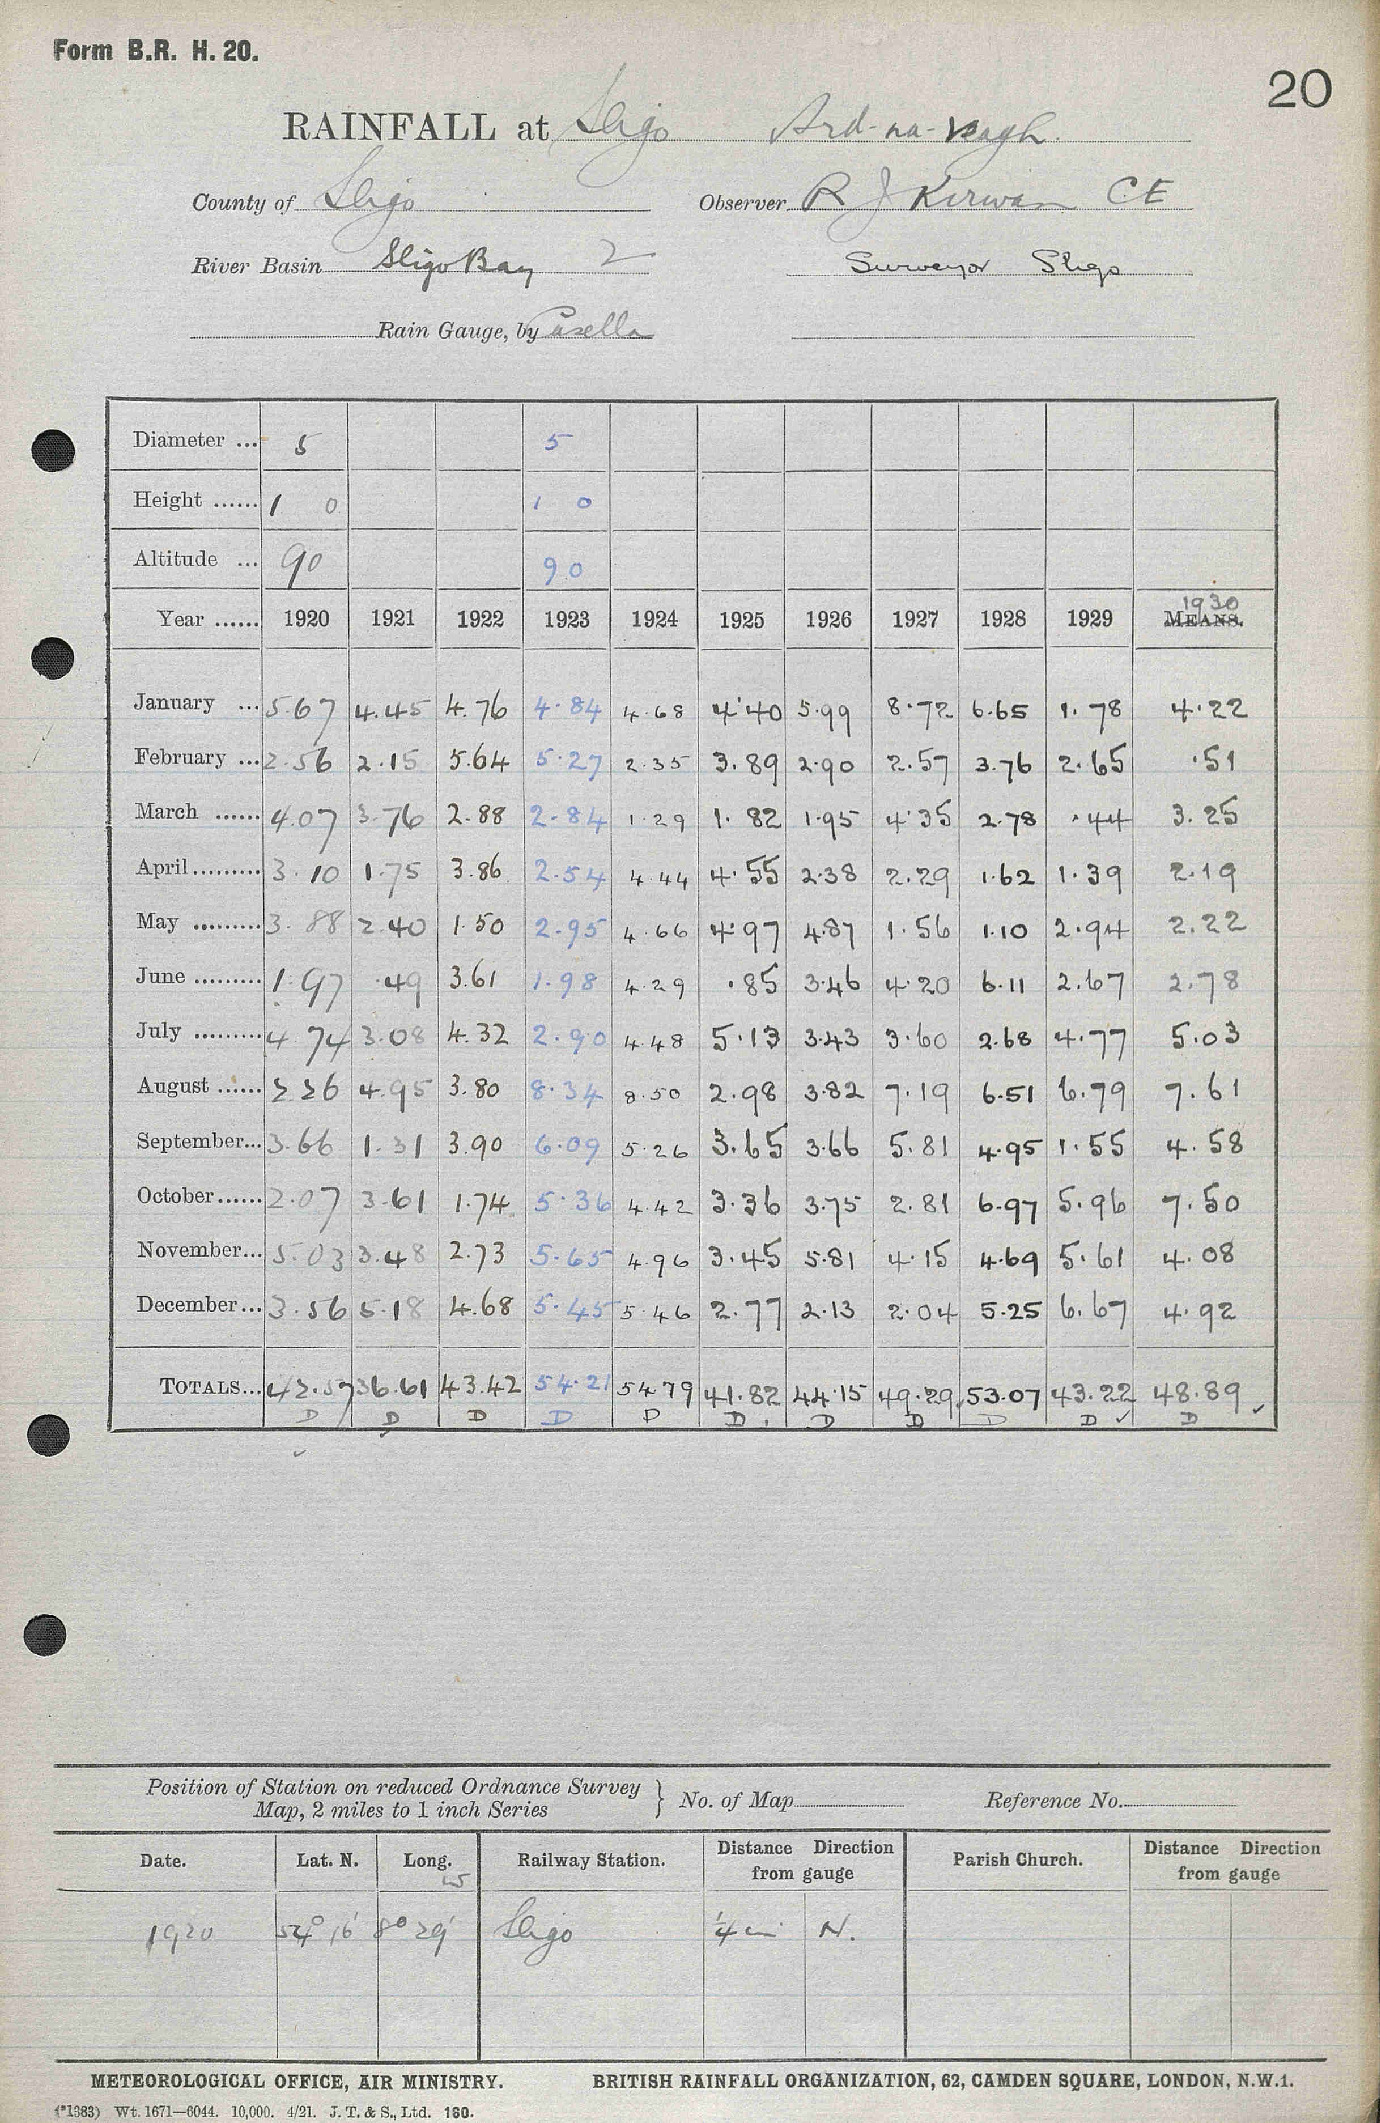 Form B.R. H. 20.
20
RAINFALL at Sligo Ard-na-veagh.
County of Sligo Observer R J Kirwan CE
River Basin Sligo Bay 2 Surveyor Sligo
Rain Gauge, by Casella
Diameter ... 5 5
Height ...... 1 0 1 0
Altitude ... 90 90
1930
Year ...... 1920 1921 1922 1923 1924 1925 1926 1927 1928 1929 MEANS.
January ... 5.67 4.45 4.76 4.84 4.68 4.40 5.99 8.72 6.65 1.78 4.22
February ... 2.56 2.15 5.64 5.27 2.35 3.89 2.90 2.57 3.76 2.65 .51
March ...... 4.07 3.76 2.88 2.84 1.29 1.82 1.95 4.35 2.78 .44 3.25
April......... 3.10 1.75 3.86 2.54 4.44 4.55 2.38 2.29 1.62 1.39 2.19
May ......... 3.88 2.40 1.50 2.95 4.66 4.97 4.87 1.56 1.10 2.94 2.22
June ......... 1.97 .49 3.61 1.98 4.29 .85 3.46 4.20 6.11 2.67 2.78
July ......... 4.74 3.08 4.32 2.90 4.48 5.13 3.43 3.60 2.68 4.77 5.03
August ...... 2.26 4.95 3.80 8.34 8.50 2.98 3.82 7.19 6.51 6.79 7.61
September... 3.66 1.31 3.90 6.09 5.26 3.65 3.66 5.81 4.95 1.55 4.58
October...... 2.07 3.61 1.74 5.36 4.42 3.36 3.75 2.81 6.97 5.96 7.50
November... 5.03 3.48 2.73 5.65 4.96 3.45 5.81 4.15 4.69 5.61 4.08
December... 3.56 5.18 4.68 5.45 5.46 2.77 2.13 2.04 5.25 6.67 4.92
TOTALS... 42.57 36.61 43.42 54.21 54.79 41.82 44.15 49.29 53.07 43.22 48.89
D D D D D D D D D D D
Position of Station on reduced Ordnance Survey
Map, 2 miles to 1 inch Series } No. of Map Reference No.
Date. Lat. N. Long. W Railway Station. Distance Direction from gauge Parish Church. Distance Direction from gauge
1920 54° 16' 8° 29' Sligo 1/4 m N.
METEOROLOGICAL OFFICE, AIR MINISTRY. BRITISH RAINFALL ORGANIZATION, 62, CAMDEN SQUARE, LONDON, N.W.1.
(*1383) Wt. 1671—6044. 10,000. 4/21. J. T. & S., Ltd. 160.